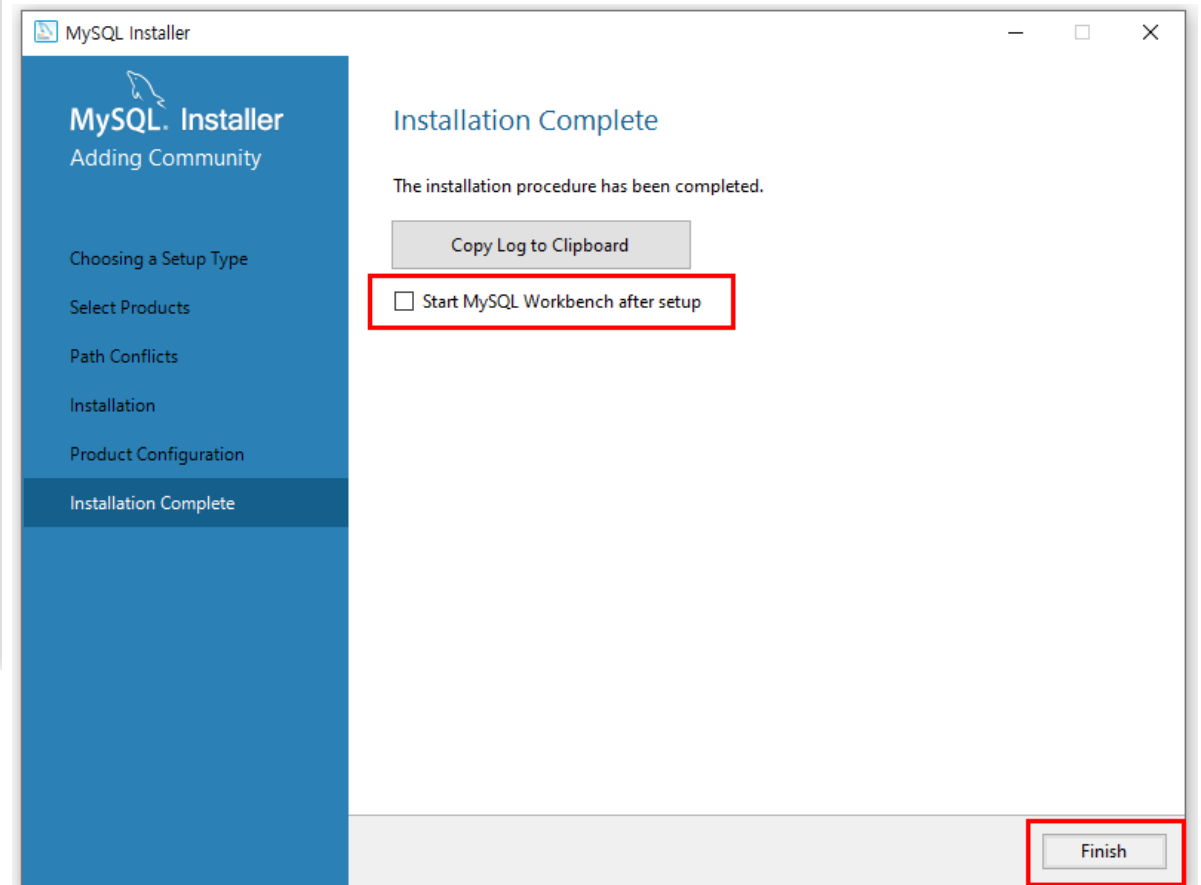 MySQL Installer
MySQL. Installer
Adding Community
Choosing a Setup Type
Select Products
Path Conflicts
Installation
Product Configuration
Installation Complete
Installation Complete
The installation procedure has been completed.
Copy Log to Clipboard
Start MySQL Workbench after setup
Finish